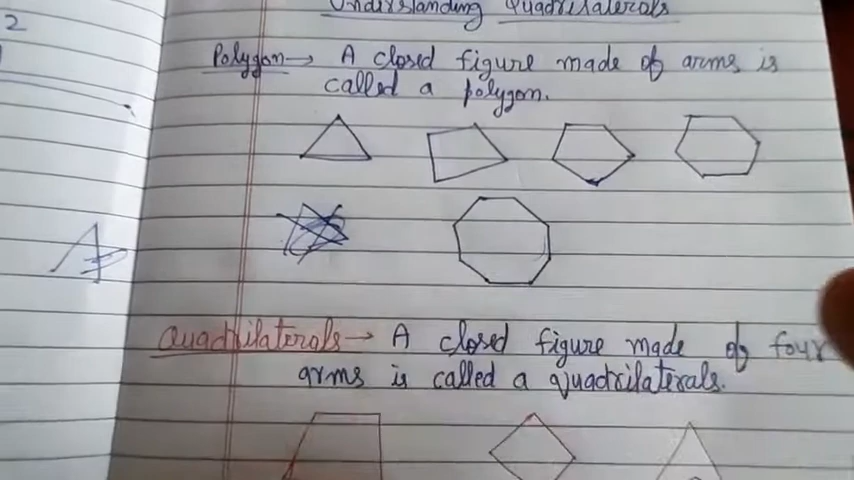 2
Understanding Quadrilaterals
Polygon → A closed figure made of arms is
called a polygon.
Quadrilaterals → A closed figure made of four
arms is called a quadrilaterals.